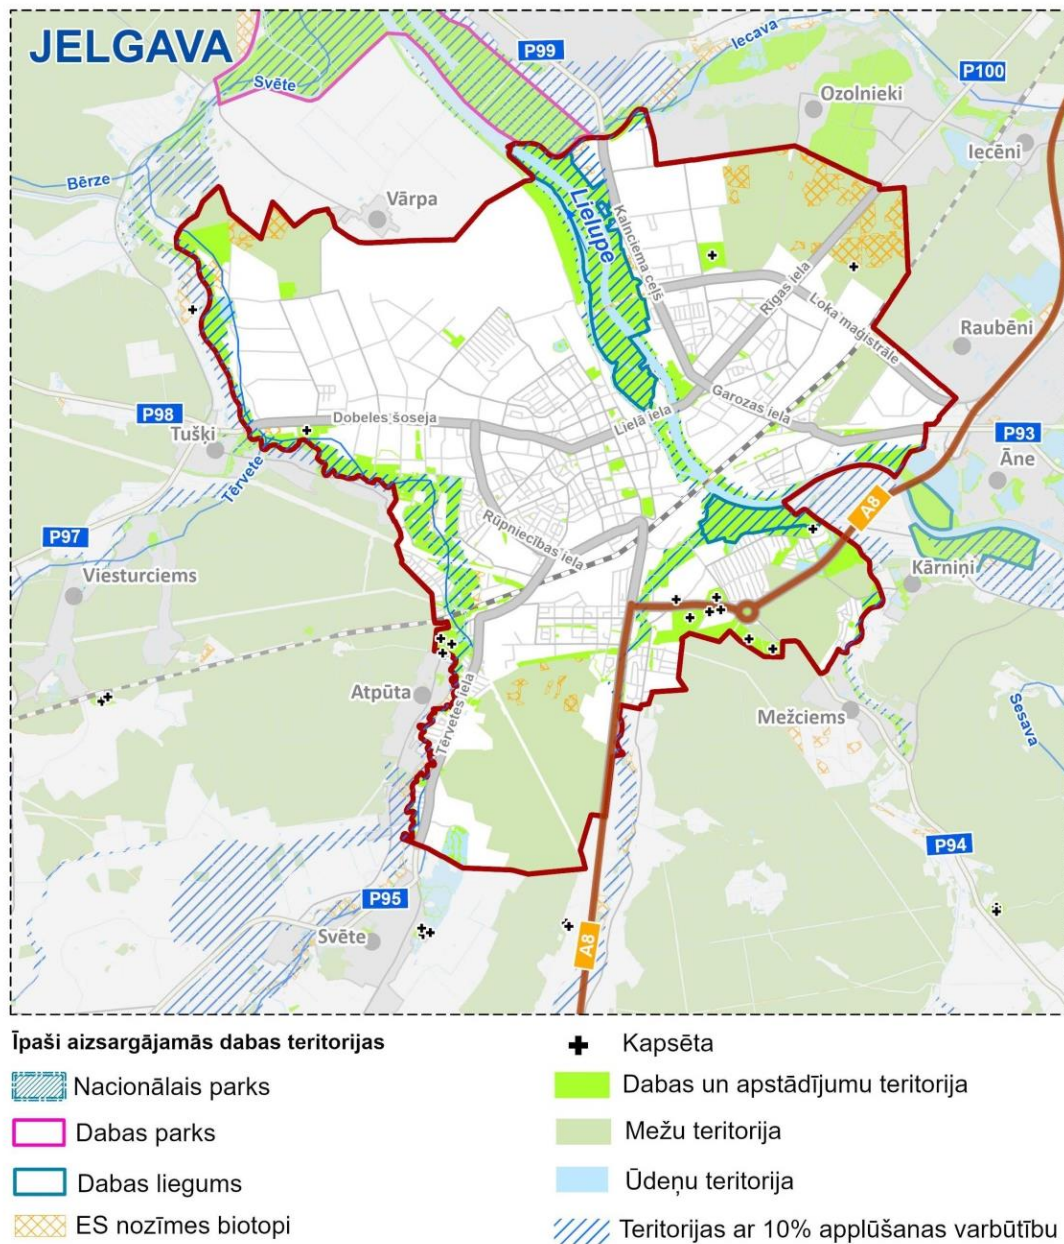 JELGAVA
P99
Iecava
P100
Svēte
Ozolnieki
Iecēni
Bērze
Vārpa
Lielupe
Kalnciema ceļš
Rīgas iela
Loka maģistrāle
Raubēni
P98
Tušķi
Dobeles šoseja
Lielā iela
Garozas iela
P93
Āne
Tērvete
A8
P97
Viesturciems
Rūpniecības iela
Kārniņi
Atpūta
Tērvetes iela
Mežciems
Sesava
P94
P95
Svēte
A8
Īpaši aizsargājamās dabas teritorijas
Nacionālais parks
Dabas parks
Dabas liegums
ES nozīmes biotopi
Kapsēta
Dabas un apstādījumu teritorija
Mežu teritorija
Ūdeņu teritorija
Teritorijas ar 10% applūšanas varbūtību